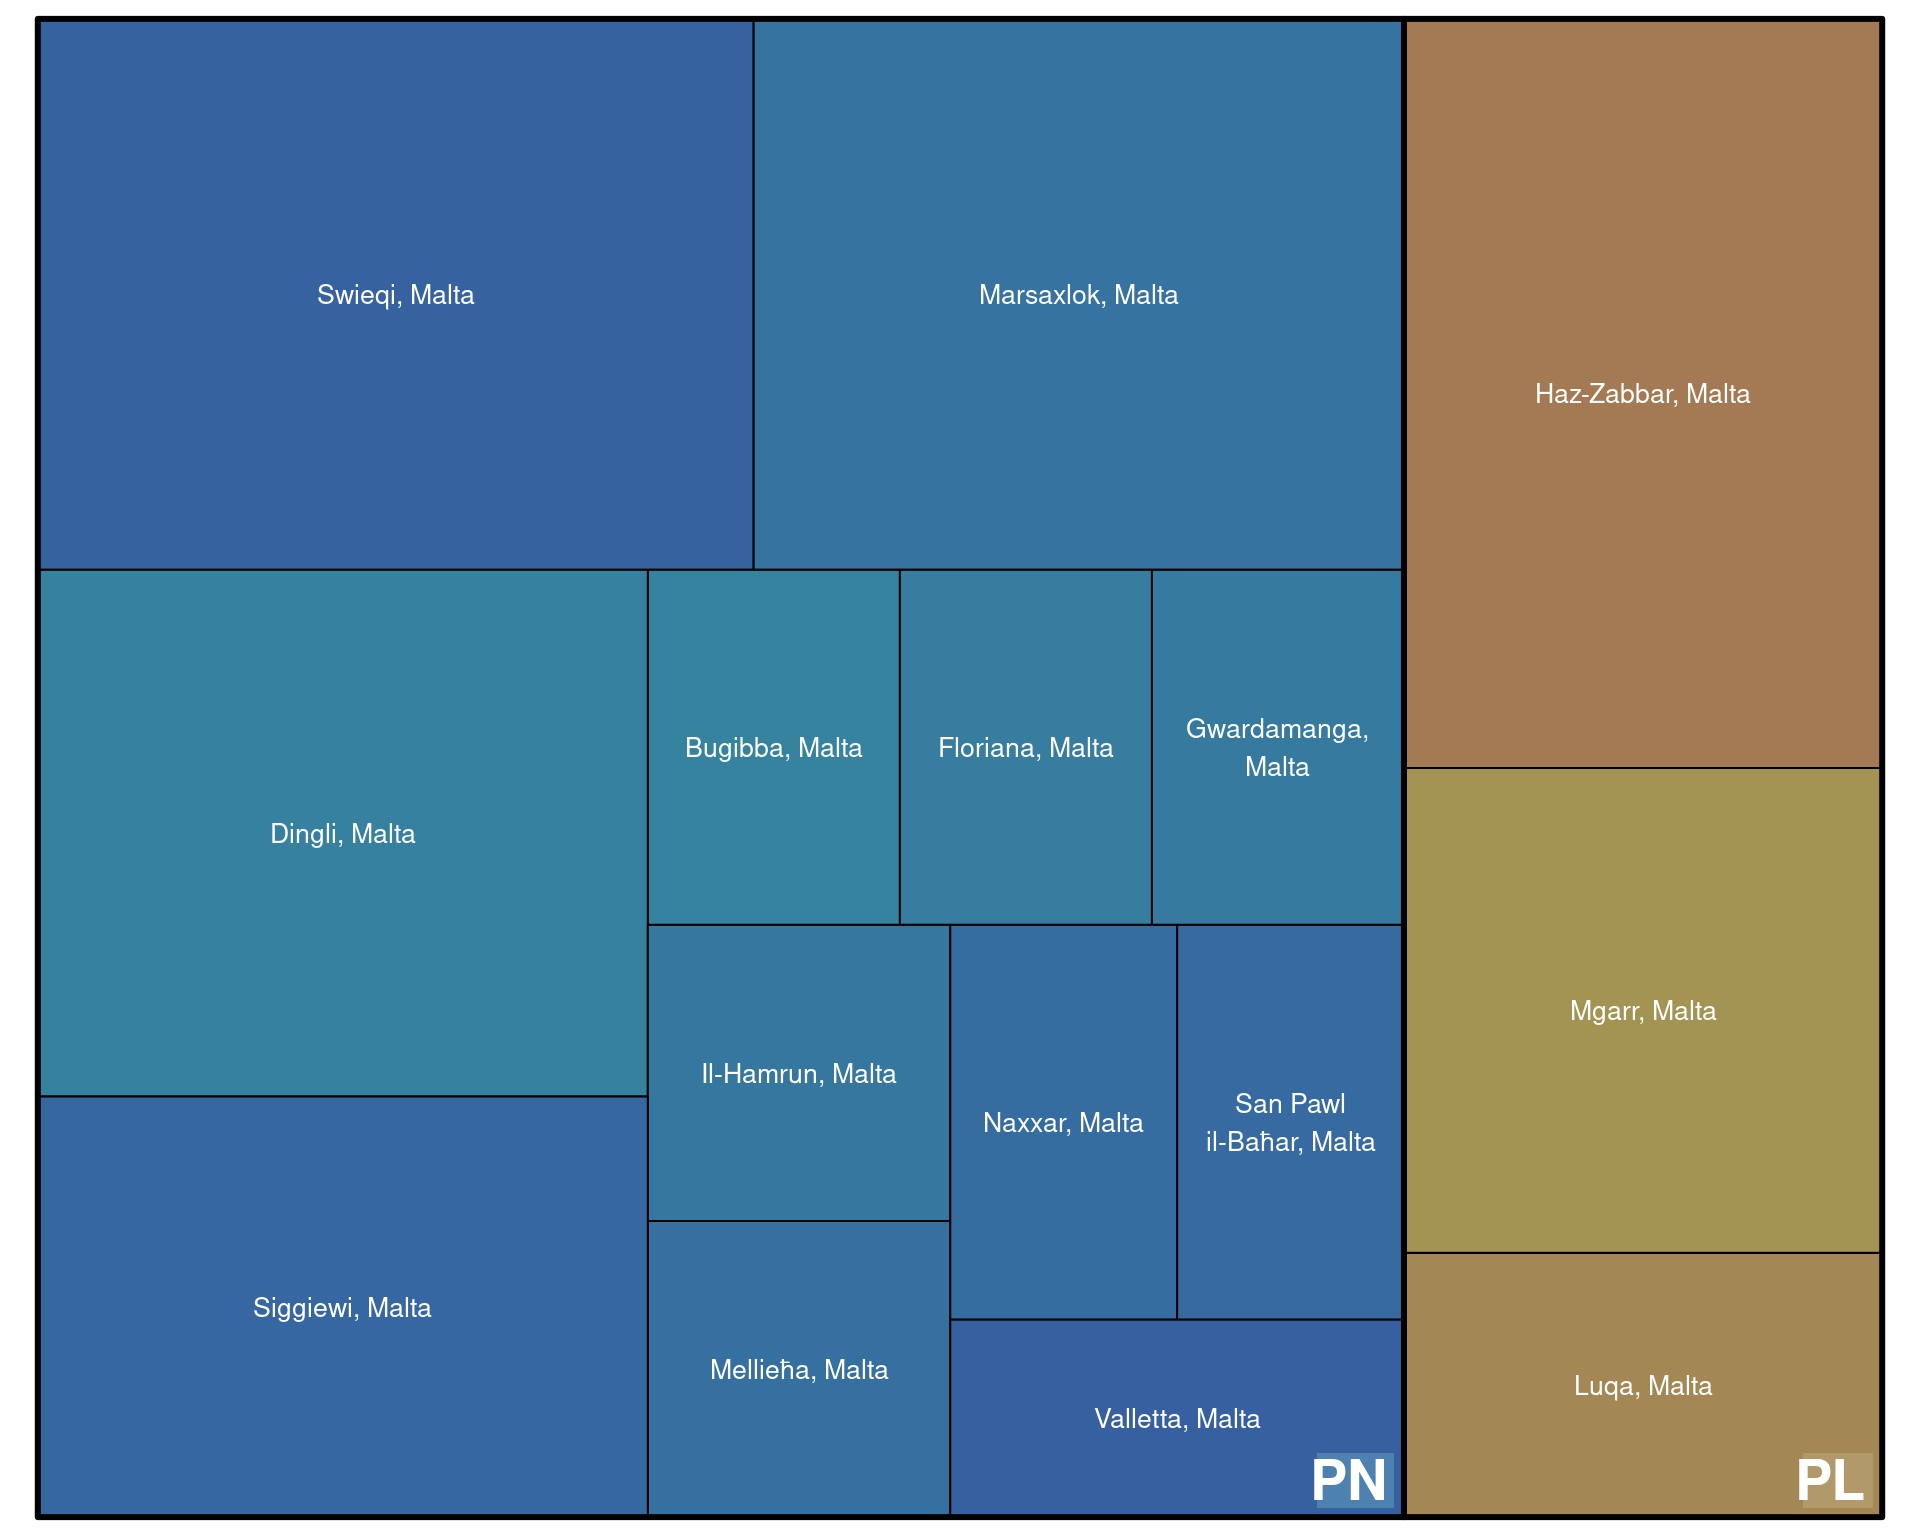 Swieqi, Malta
Marsaxlok, Malta
Haz-Zabbar, Malta
Dingli, Malta
Bugibba, Malta
Floriana, Malta
Gwardamanga,
Malta
Mgarr, Malta
Il-Hamrun, Malta
Naxxar, Malta
San Pawl
il-Baħar, Malta
Siggiewi, Malta
Mellieħa, Malta
Valletta, Malta
Luqa, Malta
PN
PL